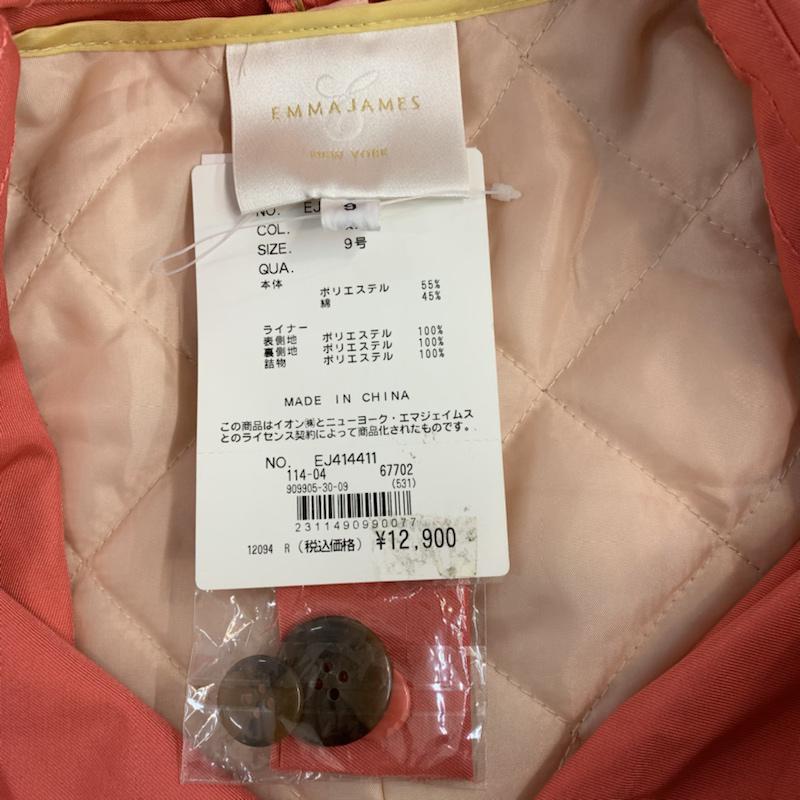 EMMAJAMES
NEW YORK
9
NO. EJ
COL.
SIZE. 9号
QUA.
本体 ポリエステル 55%
綿 45%
ライナー
表側地 ポリエステル 100%
裏側地 ポリエステル 100%
詰物 ポリエステル 100%
MADE IN CHINA
この商品はイオン㈱とニューヨーク・エマジェイムス
とのライセンス契約によって商品化されたものです。
NO. EJ414411
114-04 67702
909905-30-09 (531)
2311490990077
12094 R (税込価格) ¥12,900